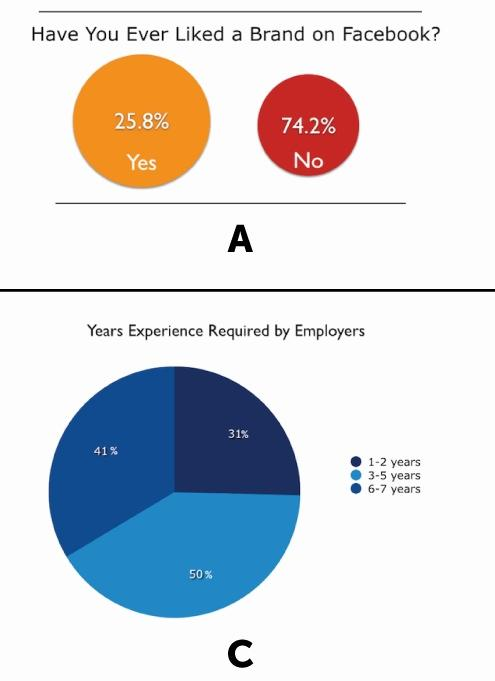 Have You Ever Liked a Brand on Facebook?
25.8%
Yes
74.2%
No
A
Years Experience Required by Employers
31%
41%
50%
1-2 years
3-5 years
6-7 years
C